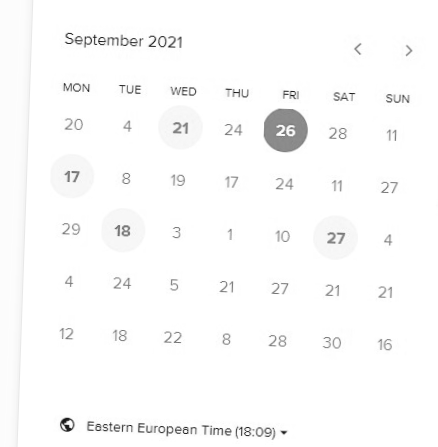 September 2021
MON TUE WED THU FRI SAT SUN
20 4 21 24 26 28 11
17 8 19 17 24 11 27
29 18 3 1 10 27 4
4 24 5 21 27 21 21
12 18 22 8 28 30 16
Eastern European Time (18:09)